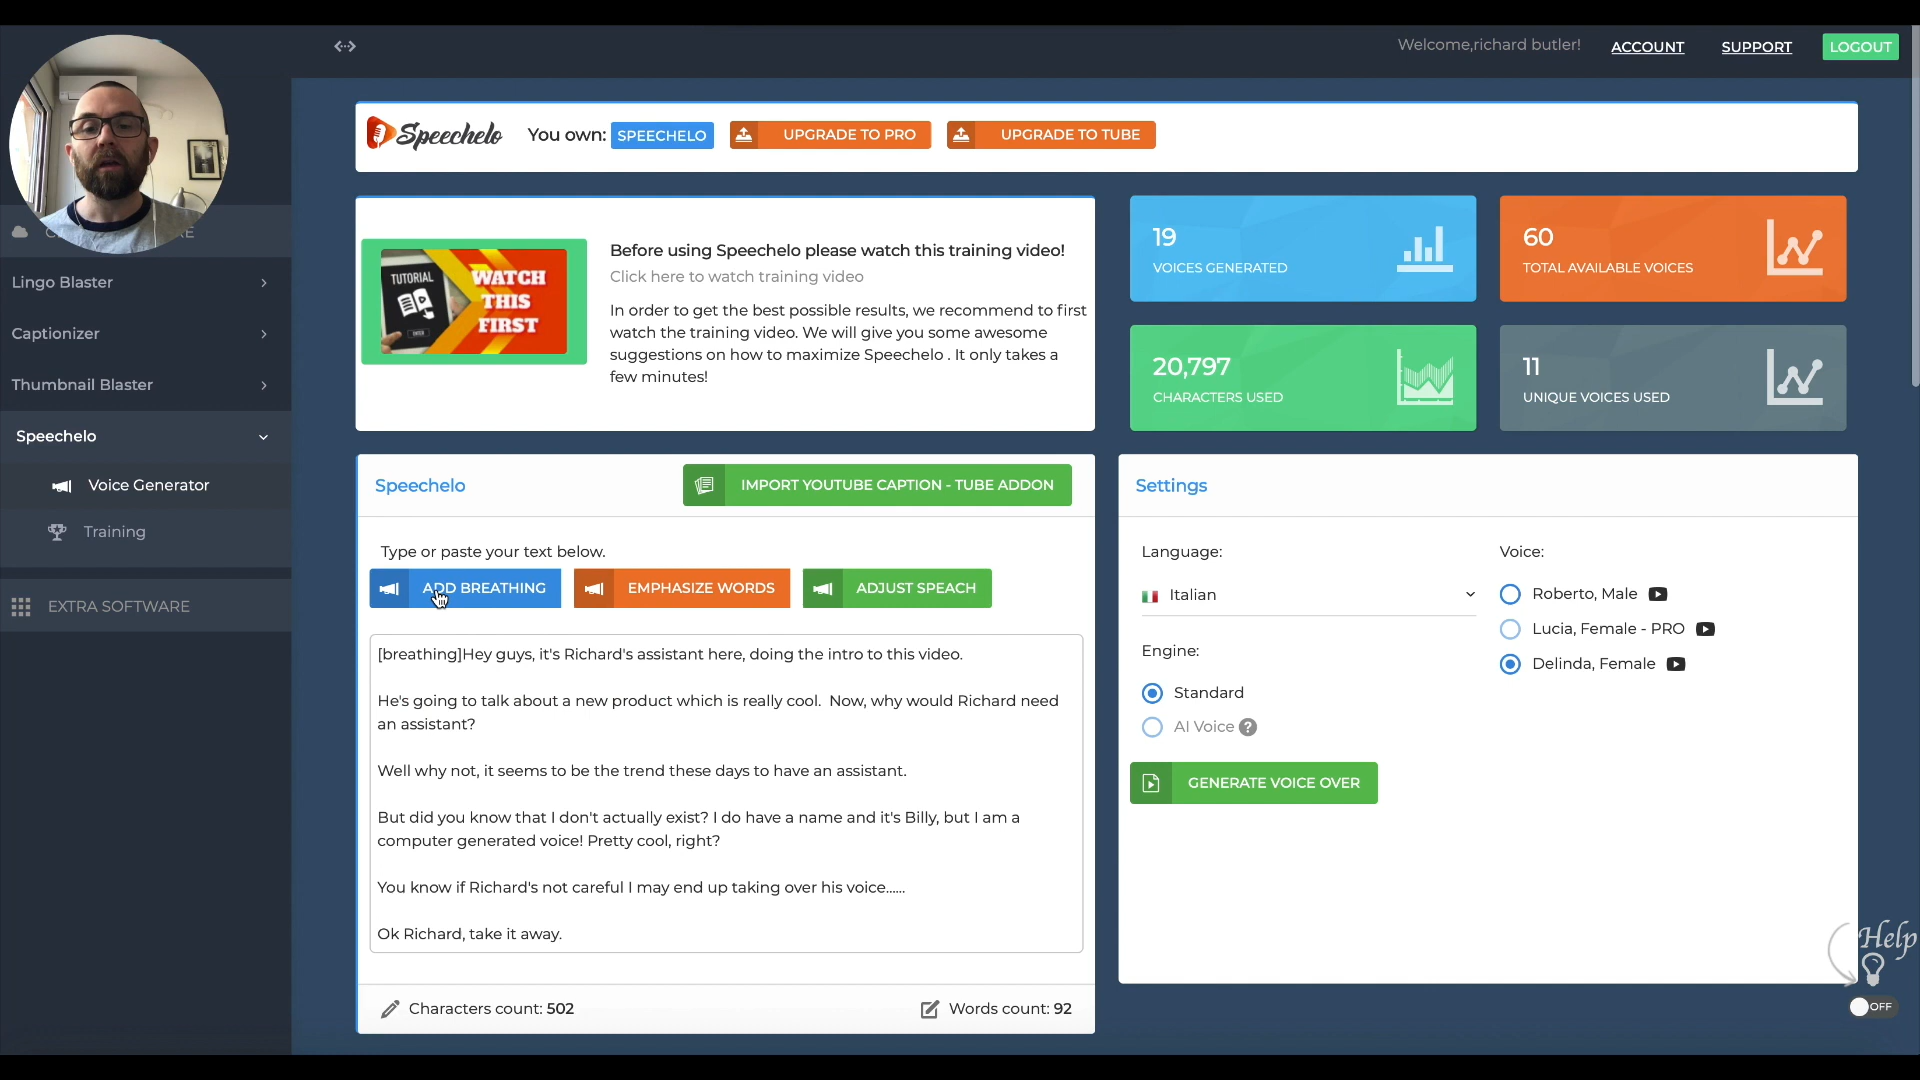 Welcome,richard butler!
ACCOUNT
SUPPORT
LOGOUT
Speechelo
You own: SPEECHELO
UPGRADE TO PRO
UPGRADE TO TUBE
Lingo Blaster
Captionizer
Thumbnail Blaster
Speechelo
Voice Generator
Training
EXTRA SOFTWARE
TUTORIAL
WATCH
THIS
FIRST
Before using Speechelo please watch this training video!
Click here to watch training video
In order to get the best possible results, we recommend to first
watch the training video. We will give you some awesome
suggestions on how to maximize Speechelo . It only takes a
few minutes!
19
VOICES GENERATED
60
TOTAL AVAILABLE VOICES
20,797
CHARACTERS USED
11
UNIQUE VOICES USED
Speechelo
IMPORT YOUTUBE CAPTION - TUBE ADDON
Type or paste your text below.
ADD BREATHING
EMPHASIZE WORDS
ADJUST SPEACH
[breathing]Hey guys, it's Richard's assistant here, doing the intro to this video.
He's going to talk about a new product which is really cool.  Now, why would Richard need
an assistant?
Well why not, it seems to be the trend these days to have an assistant.
But did you know that I don't actually exist? I do have a name and it's Billy, but I am a
computer generated voice! Pretty cool, right?
You know if Richard's not careful I may end up taking over his voice......
Ok Richard, take it away.
Characters count: 502
Words count: 92
Settings
Language:
Italian
Engine:
Standard
AI Voice ?
GENERATE VOICE OVER
Voice:
Roberto, Male
Lucia, Female - PRO
Delinda, Female
Help
OFF